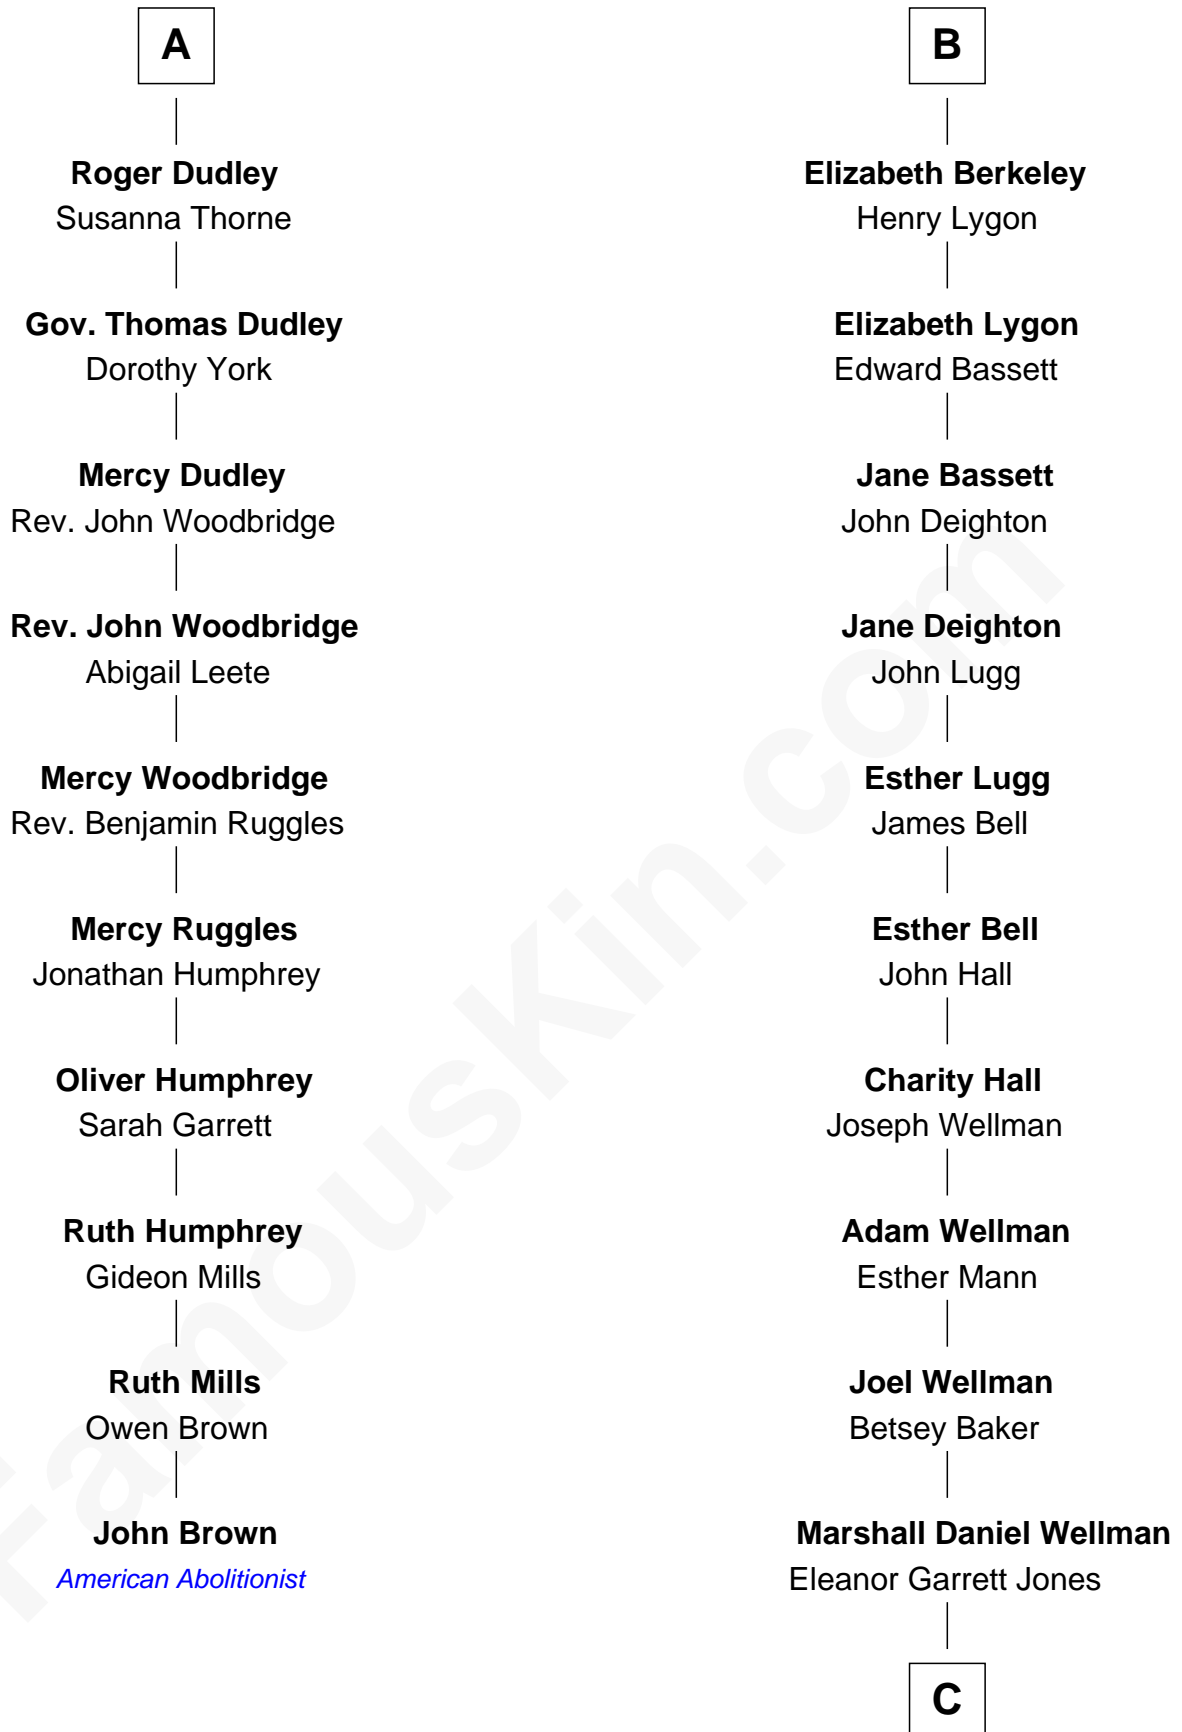 A
Roger Dudley
Susanna Thorne
Gov. Thomas Dudley
Dorothy York
Mercy Dudley
Rev. John Woodbridge
Rev. John Woodbridge
Abigail Leete
Mercy Woodbridge
Rev. Benjamin Ruggles
Mercy Ruggles
Jonathan Humphrey
Oliver Humphrey
Sarah Garrett
Ruth Humphrey
Gideon Mills
Ruth Mills
Owen Brown
John Brown
American Abolitionist
B
Elizabeth Berkeley
Henry Lygon
Elizabeth Lygon
Edward Bassett
Jane Bassett
John Deighton
Jane Deighton
John Lugg
Esther Lugg
James Bell
Esther Bell
John Hall
Charity Hall
Joseph Wellman
Adam Wellman
Esther Mann
Joel Wellman
Betsey Baker
Marshall Daniel Wellman
Eleanor Garrett Jones
C
FamousKin.com